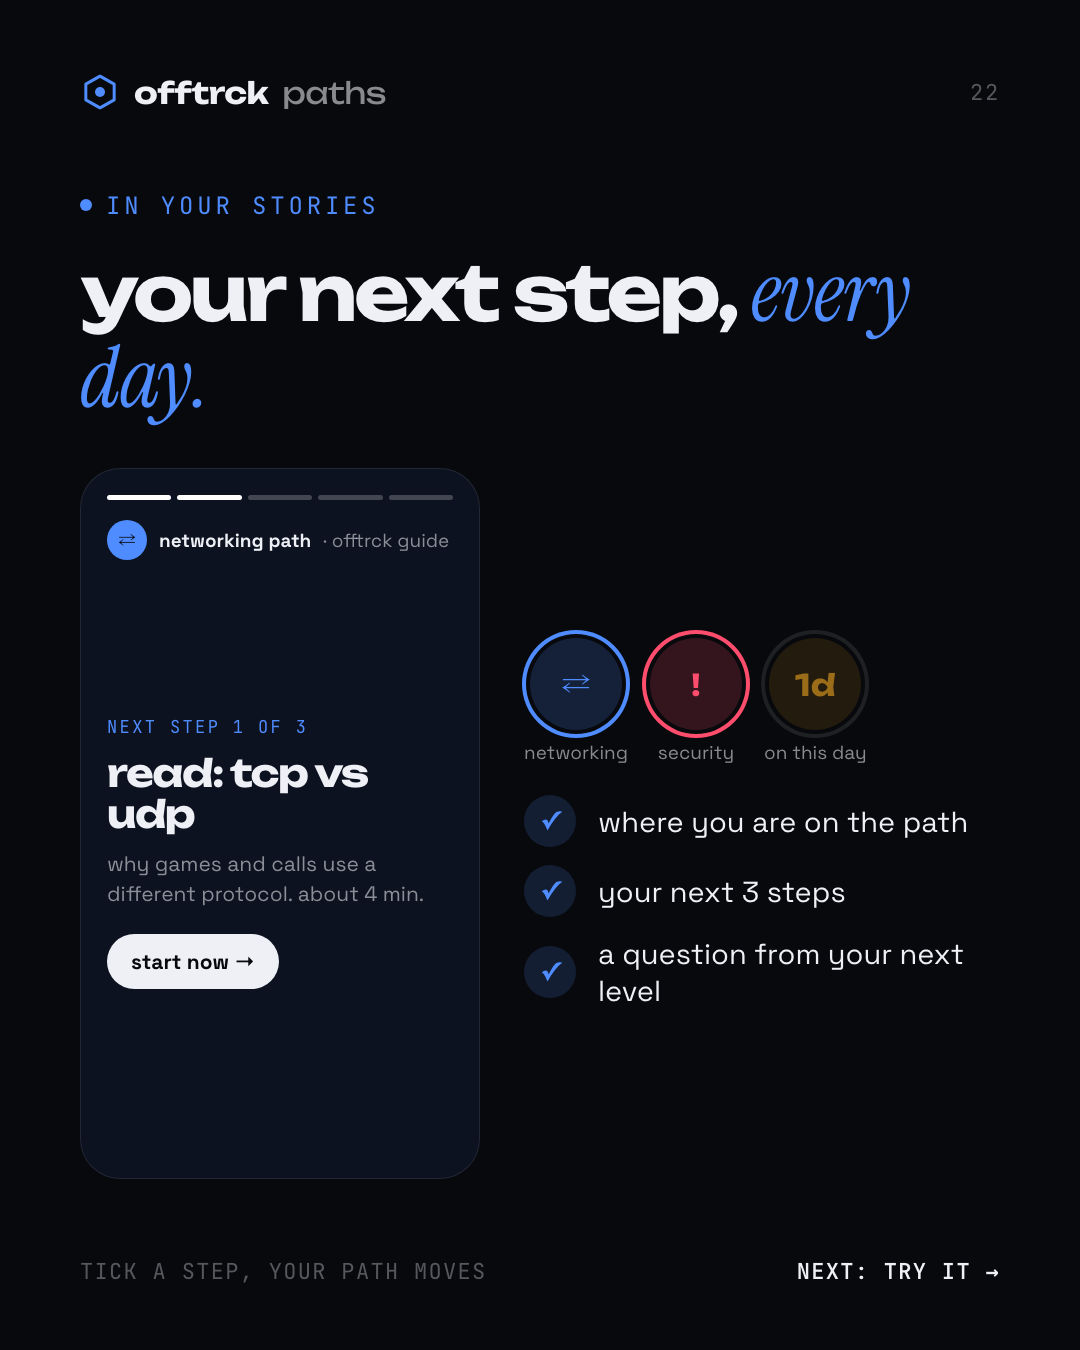 offtrck paths
22
IN YOUR STORIES
your next step, every
day.
networking path · offtrck guide
NEXT STEP 1 OF 3
read: tcp vs
udp
why games and calls use a
different protocol. about 4 min.
start now →
!
1d
networking
security
on this day
✓ where you are on the path
✓ your next 3 steps
✓ a question from your next
level
TICK A STEP, YOUR PATH MOVES
NEXT: TRY IT →